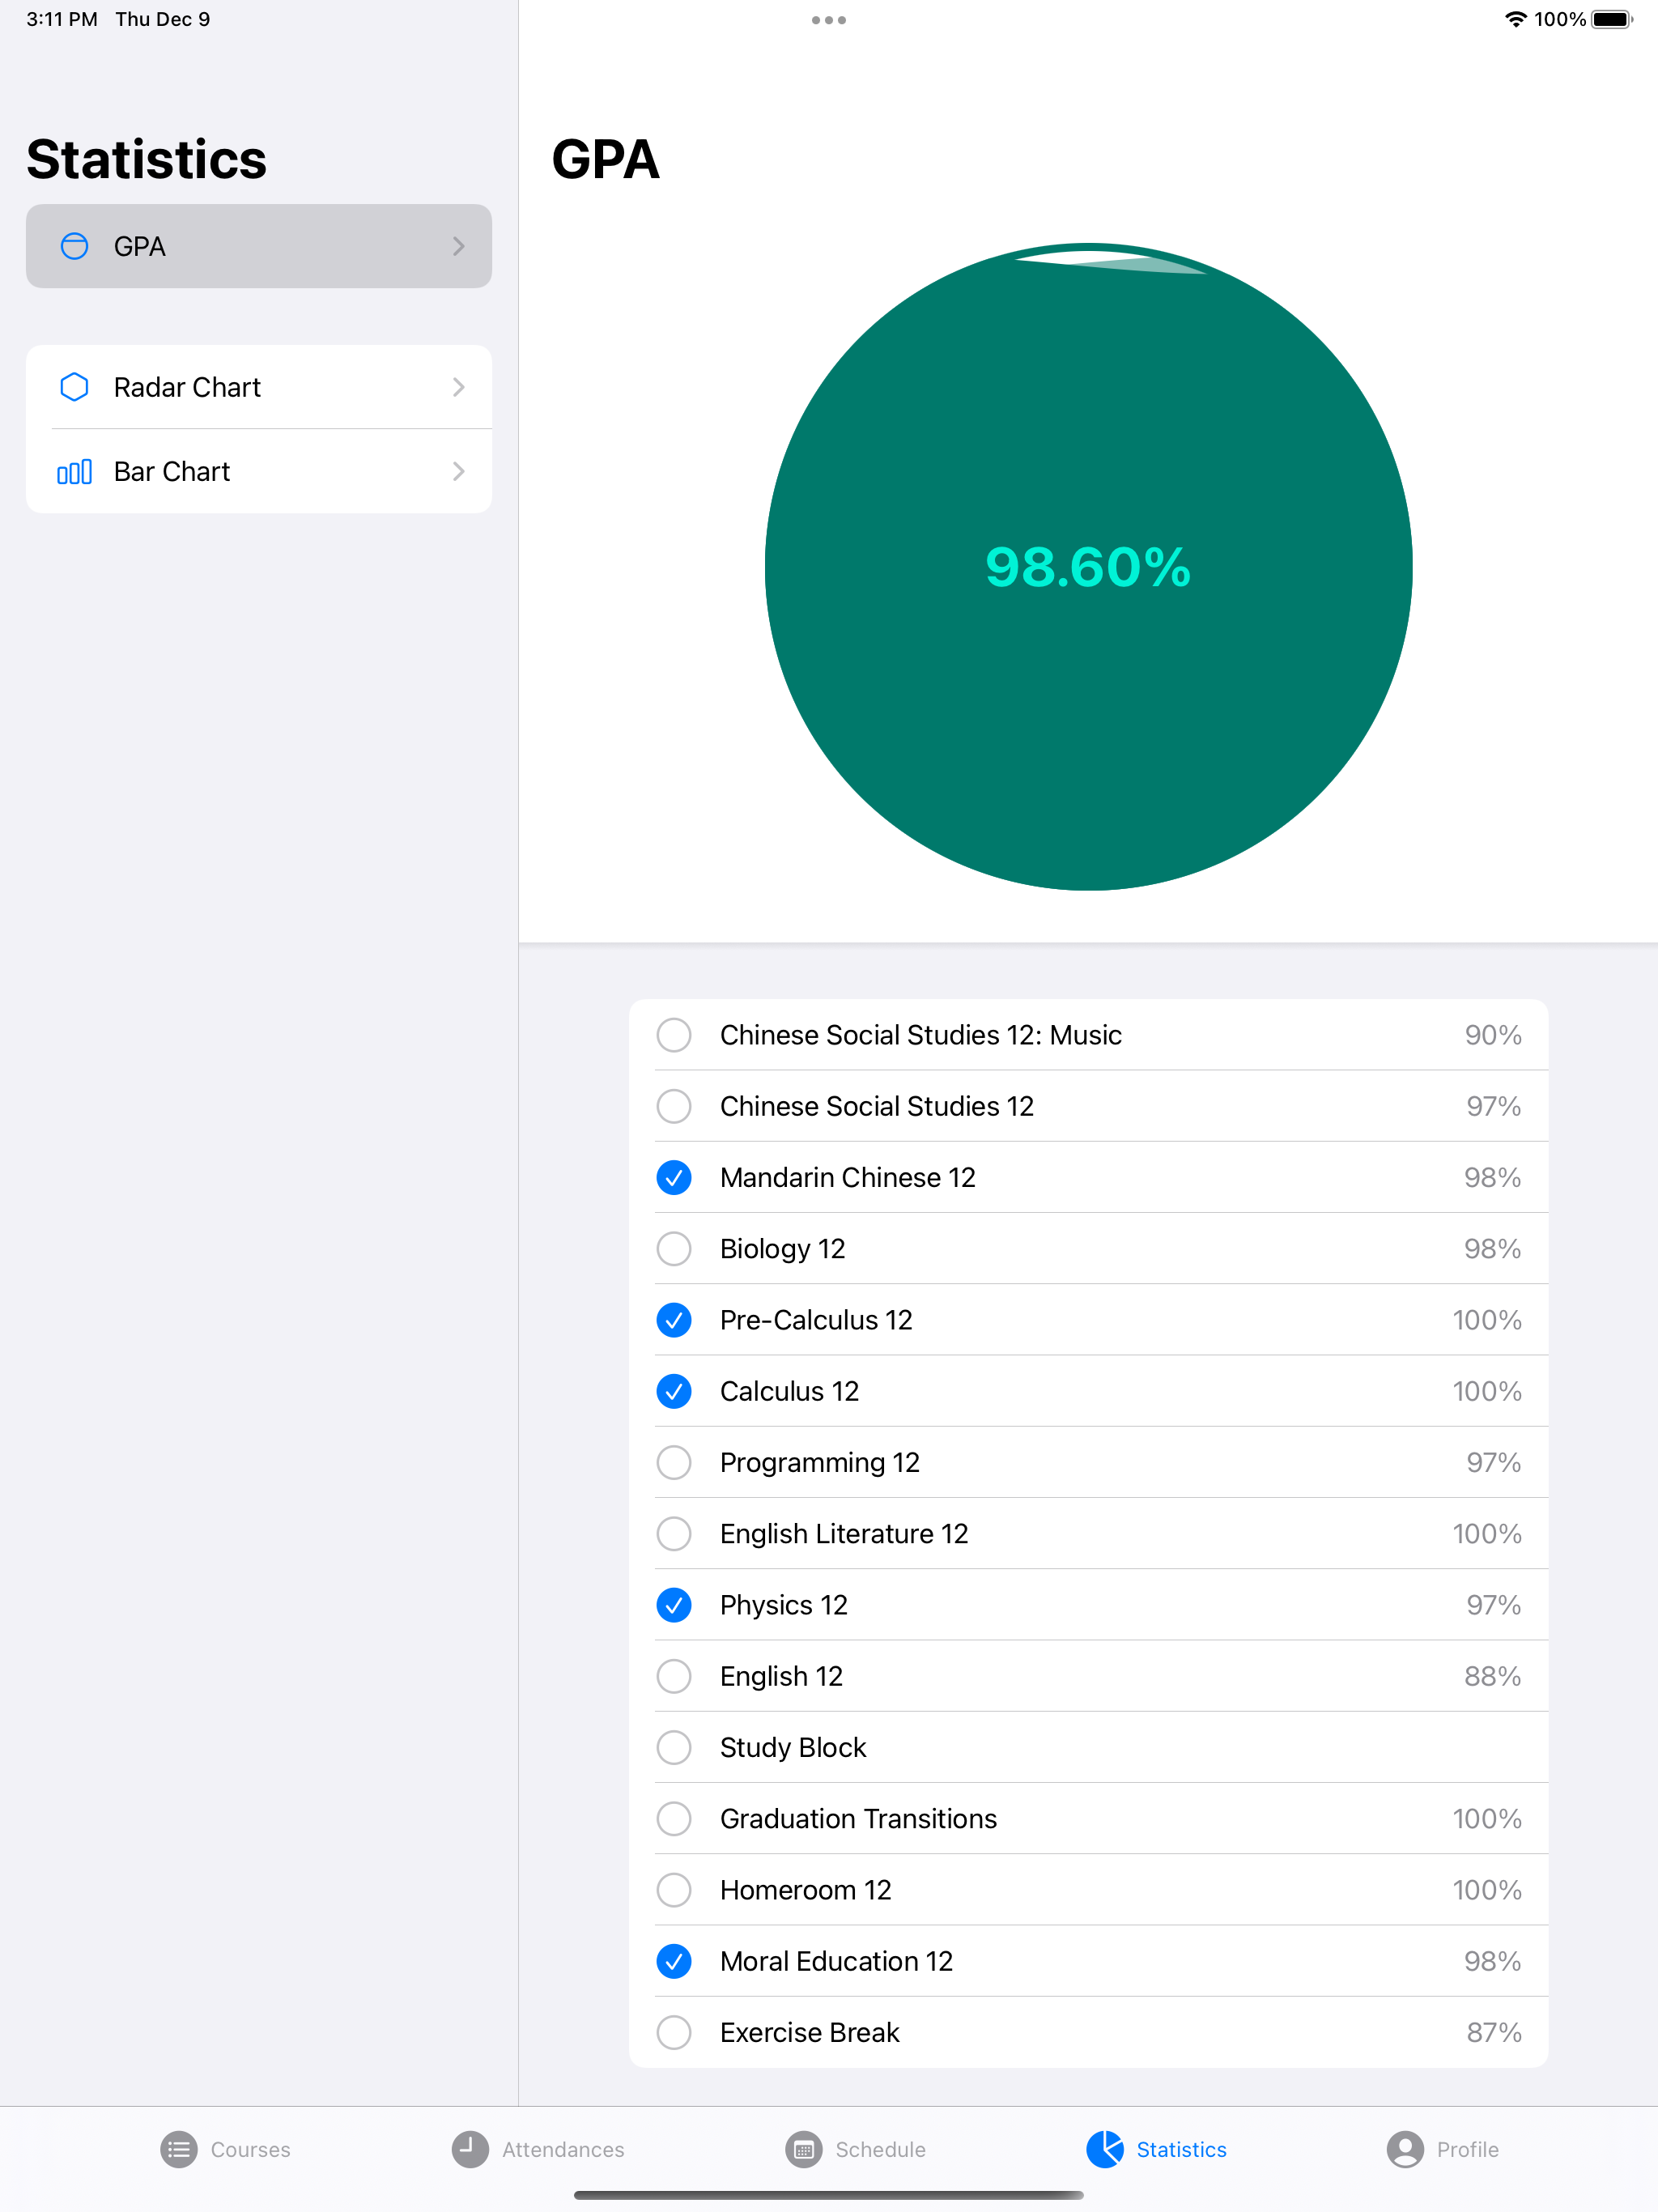 3:11 PM Thu Dec 9
100%
Statistics
GPA
Radar Chart
Bar Chart
GPA
98.60%
Chinese Social Studies 12: Music 90%
Chinese Social Studies 12 97%
Mandarin Chinese 12 98%
Biology 12 98%
Pre-Calculus 12 100%
Calculus 12 100%
Programming 12 97%
English Literature 12 100%
Physics 12 97%
English 12 88%
Study Block
Graduation Transitions 100%
Homeroom 12 100%
Moral Education 12 98%
Exercise Break 87%
Courses Attendances Schedule Statistics Profile